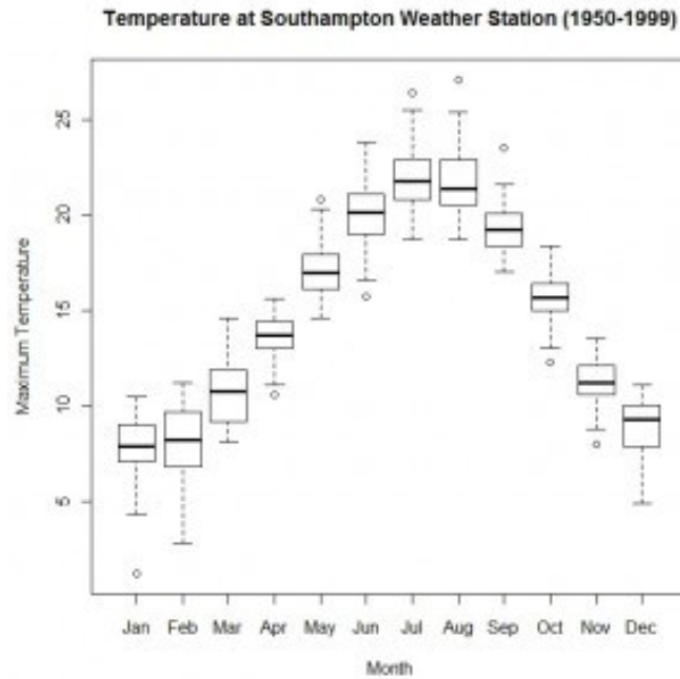 Temperature at Southampton Weather Station (1950-1999)
Maximum Temperature
25
20
15
10
5
Jan Feb Mar Apr May Jun Jul Aug Sep Oct Nov Dec
Month